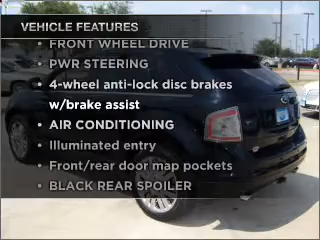 VEHICLE FEATURES
• FRONT WHEEL DRIVE
• PWR STEERING
• 4-wheel anti-lock disc brakes
w/brake assist
• AIR CONDITIONING
• Illuminated entry
• Front/rear door map pockets
• BLACK REAR SPOILER